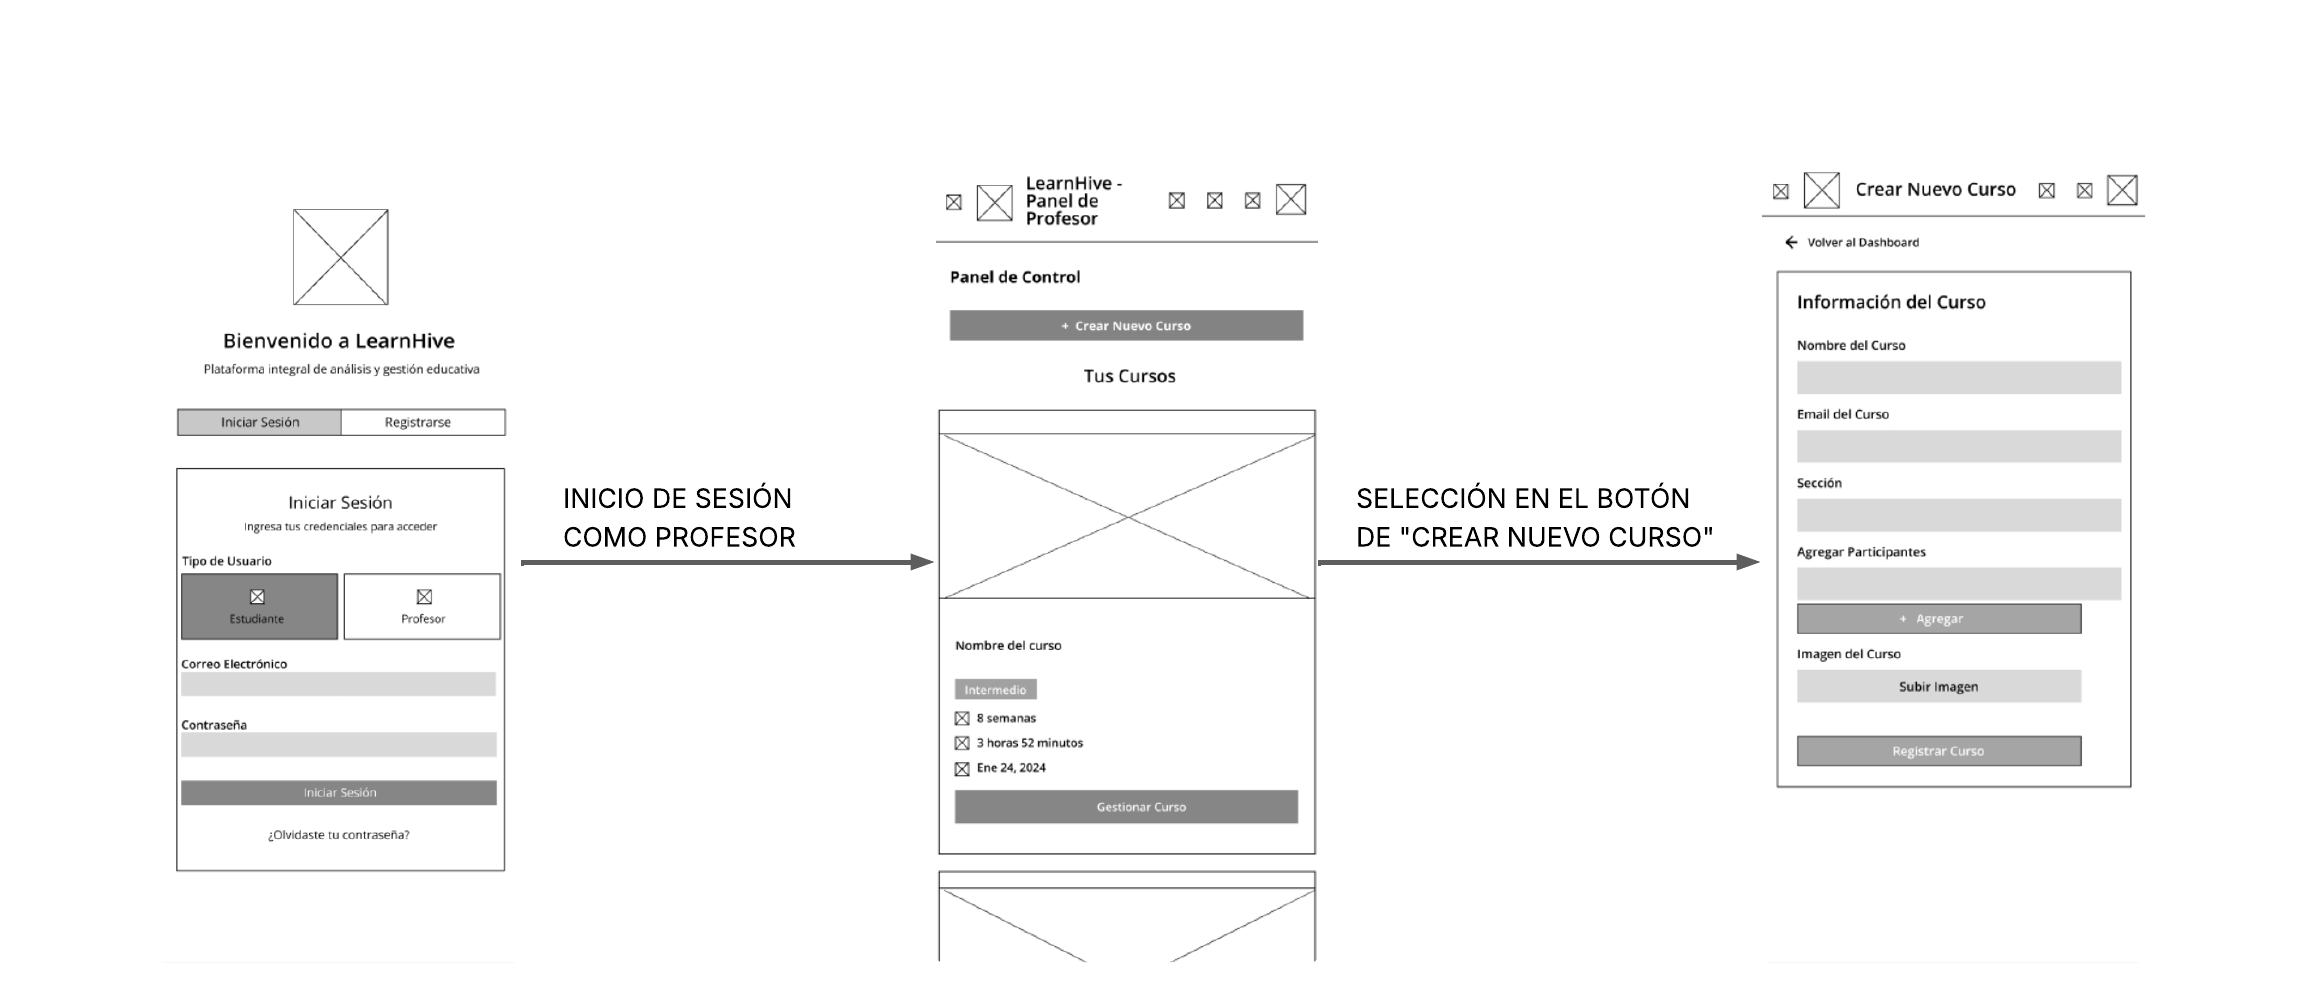 Bienvenido a LearnHive
Plataforma integral de análisis y gestión educativa
Iniciar Sesión
Registrarse
Iniciar Sesión
Ingresa tus credenciales para acceder
Tipo de Usuario
Estudiante
Profesor
Correo Electrónico
Contraseña
Iniciar Sesión
¿Olvidaste tu contraseña?
INICIO DE SESIÓN
COMO PROFESOR
LearnHive -
Panel de
Profesor
Panel de Control
+ Crear Nuevo Curso
Tus Cursos
Nombre del curso
Intermedio
8 semanas
3 horas 52 minutos
Ene 24, 2024
Gestionar Curso
SELECCIÓN EN EL BOTÓN
DE "CREAR NUEVO CURSO"
Crear Nuevo Curso
Volver al Dashboard
Información del Curso
Nombre del Curso
Email del Curso
Sección
Agregar Participantes
+ Agregar
Imagen del Curso
Subir Imagen
Registrar Curso